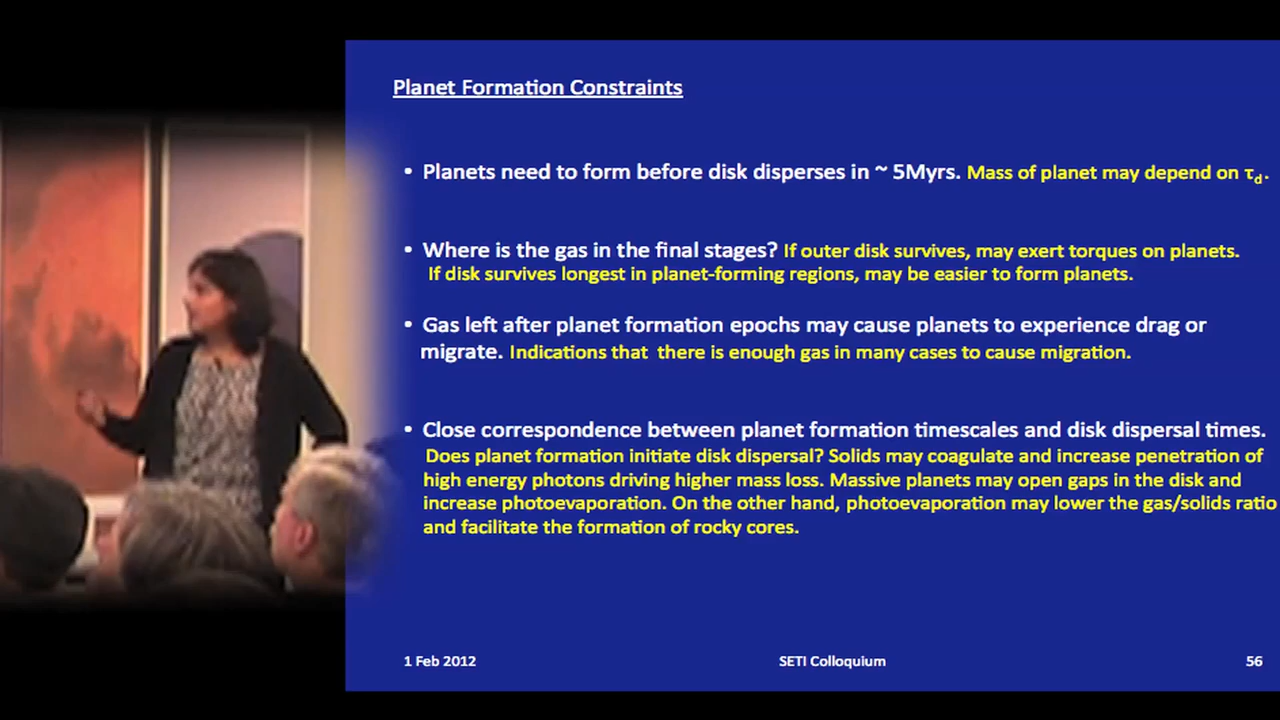 Planet Formation Constraints
• Planets need to form before disk disperses in ~ 5Myrs. Mass of planet may depend on τd.
• Where is the gas in the final stages? If outer disk survives, may exert torques on planets.
If disk survives longest in planet-forming regions, may be easier to form planets.
• Gas left after planet formation epochs may cause planets to experience drag or
migrate. Indications that there is enough gas in many cases to cause migration.
• Close correspondence between planet formation timescales and disk dispersal times.
Does planet formation initiate disk dispersal? Solids may coagulate and increase penetration of
high energy photons driving higher mass loss. Massive planets may open gaps in the disk and
increase photoevaporation. On the other hand, photoevaporation may lower the gas/solids ratio
and facilitate the formation of rocky cores.
1 Feb 2012 SETI Colloquium 56